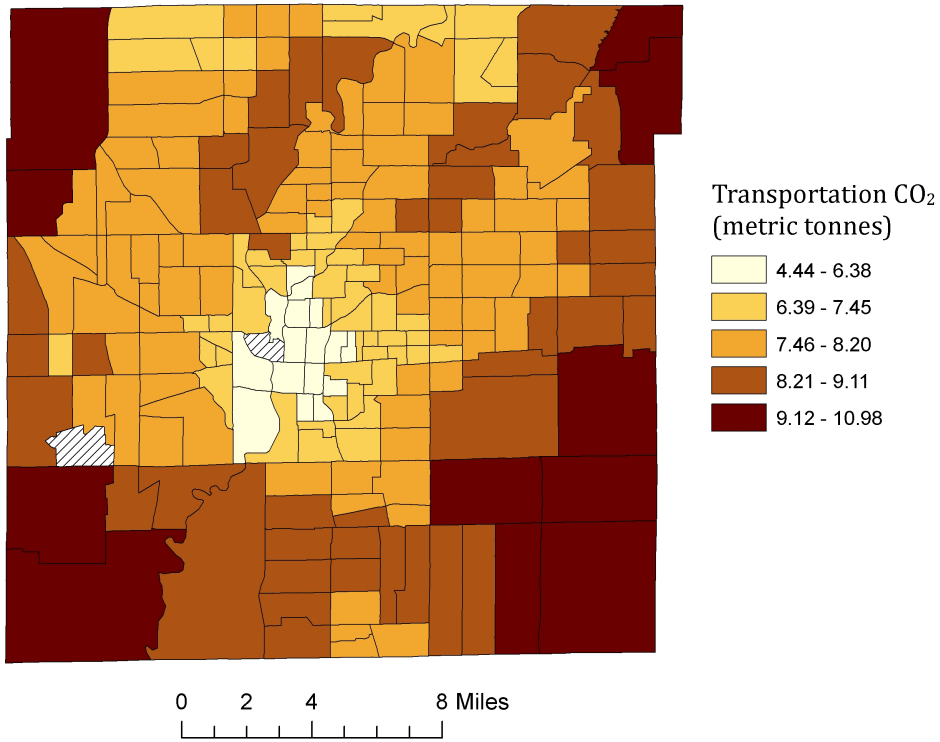 Transportation CO₂
(metric tonnes)
4.44 - 6.38
6.39 - 7.45
7.46 - 8.20
8.21 - 9.11
9.12 - 10.98
0 2 4 8 Miles